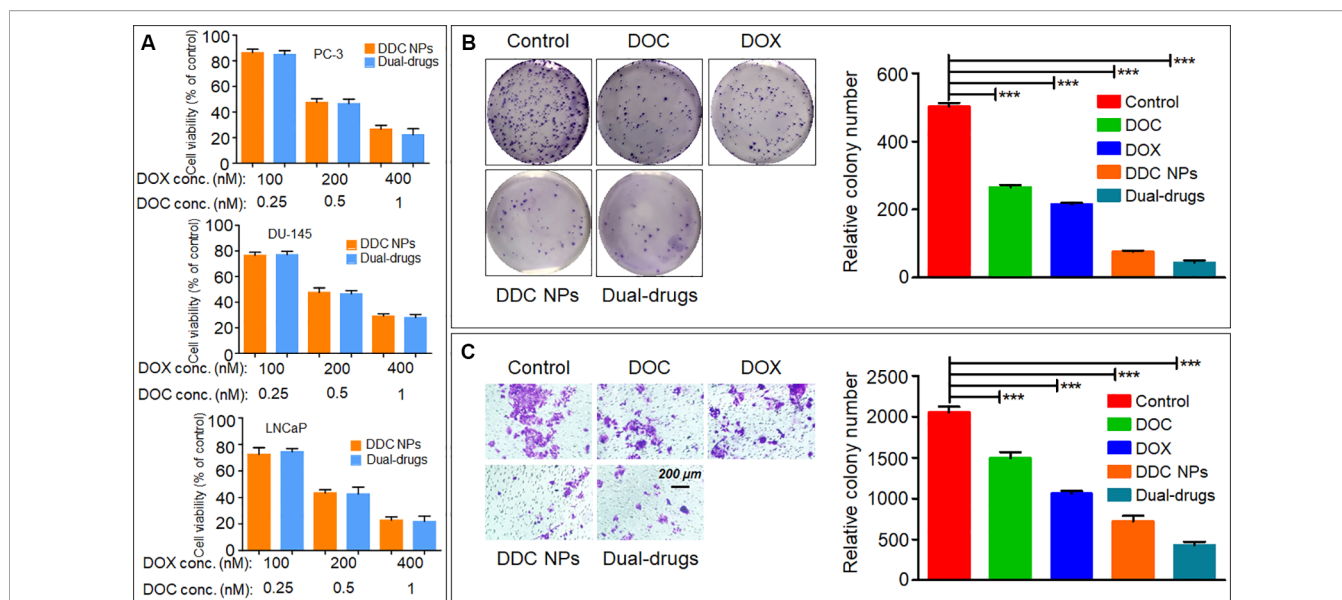 A
Cell viability (% of control)
100
80
60
40
20
0
PC-3
DDC NPs
Dual-drugs
DOX conc. (nM): 100 200 400
DOC conc. (nM): 0.25 0.5 1
Cell viability (% of control)
100
80
60
40
20
0
DU-145
DDC NPs
Dual-drugs
DOX conc. (nM): 100 200 400
DOC conc. (nM): 0.25 0.5 1
Cell viability (% of control)
100
80
60
40
20
0
LNCaP
DDC NPs
Dual-drugs
DOX conc. (nM): 100 200 400
DOC conc. (nM): 0.25 0.5 1
B
Control DOC DOX
DDC NPs Dual-drugs
Relative colony number
600
400
200
0
***
***
***
***
Control
DOC
DOX
DDC NPs
Dual-drugs
C
Control DOC DOX
200 µm
DDC NPs Dual-drugs
Relative colony number
2500
2000
1500
1000
500
0
***
***
***
***
Control
DOC
DOX
DDC NPs
Dual-drugs